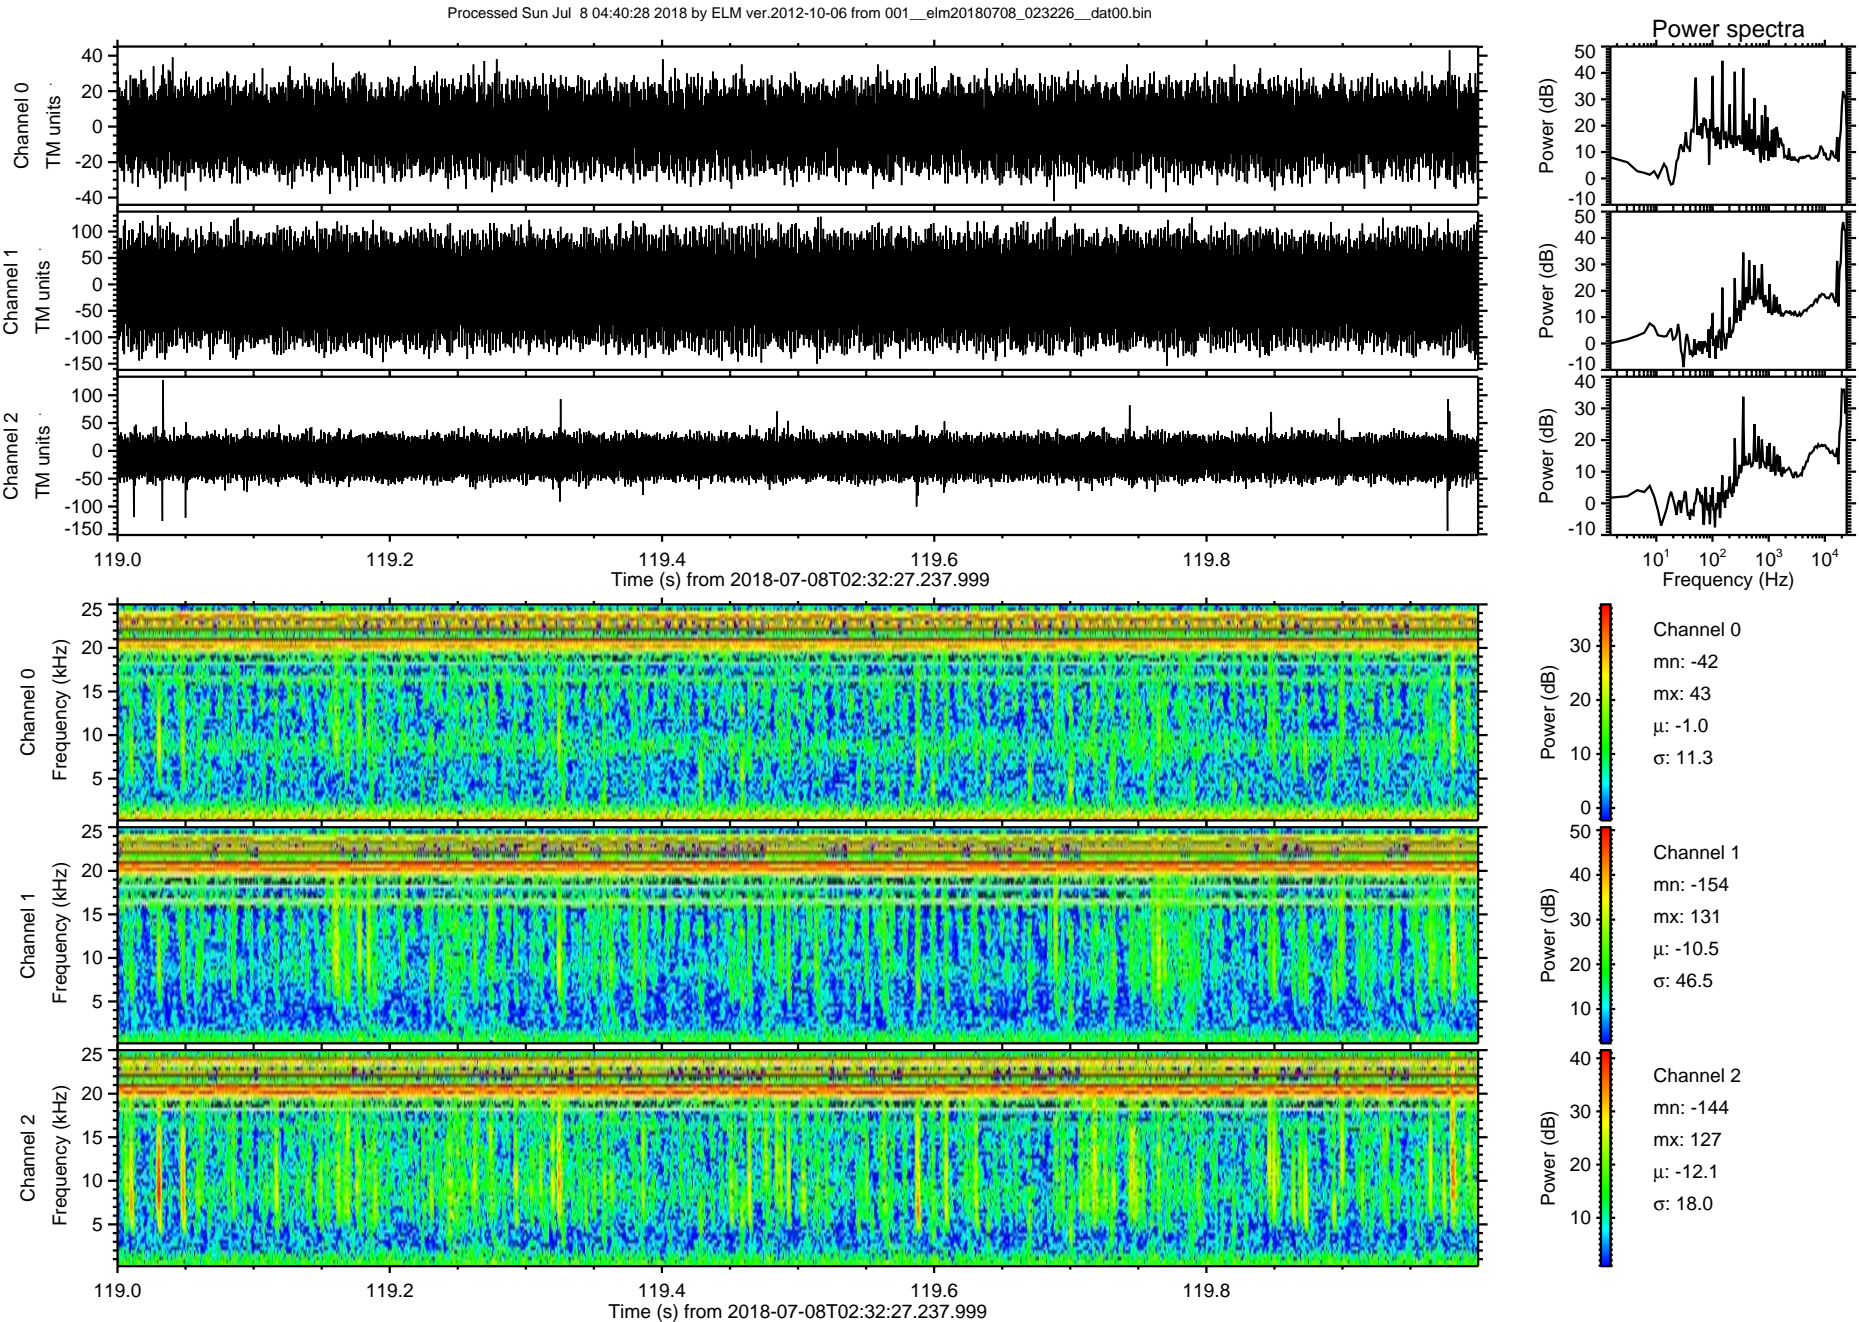 Processed Sun Jul  8 04:40:28 2018 by ELM ver.2012-10-06 from 001__elm20180708_023226__dat00.bin
Power spectra
Channel 0
TM units
40
20
0
-20
-40
Power (dB)
50
40
30
20
10
0
-10
Channel 1
TM units
100
50
0
-50
-100
-150
Power (dB)
50
40
30
20
10
0
-10
Channel 2
TM units
100
50
0
-50
-100
-150
Power (dB)
40
30
20
10
0
-10
119.0 119.2 119.4 119.6 119.8
Time (s) from 2018-07-08T02:32:27.237.999
10^1 10^2 10^3 10^4
Frequency (Hz)
Channel 0
Frequency (kHz)
25
20
15
10
5
Power (dB)
30
20
10
0
Channel 0
mn: -42
mx: 43
μ: -1.0
σ: 11.3
Channel 1
Frequency (kHz)
25
20
15
10
5
Power (dB)
50
40
30
20
10
Channel 1
mn: -154
mx: 131
μ: -10.5
σ: 46.5
Channel 2
Frequency (kHz)
25
20
15
10
5
Power (dB)
40
30
20
10
Channel 2
mn: -144
mx: 127
μ: -12.1
σ: 18.0
119.0 119.2 119.4 119.6 119.8
Time (s) from 2018-07-08T02:32:27.237.999